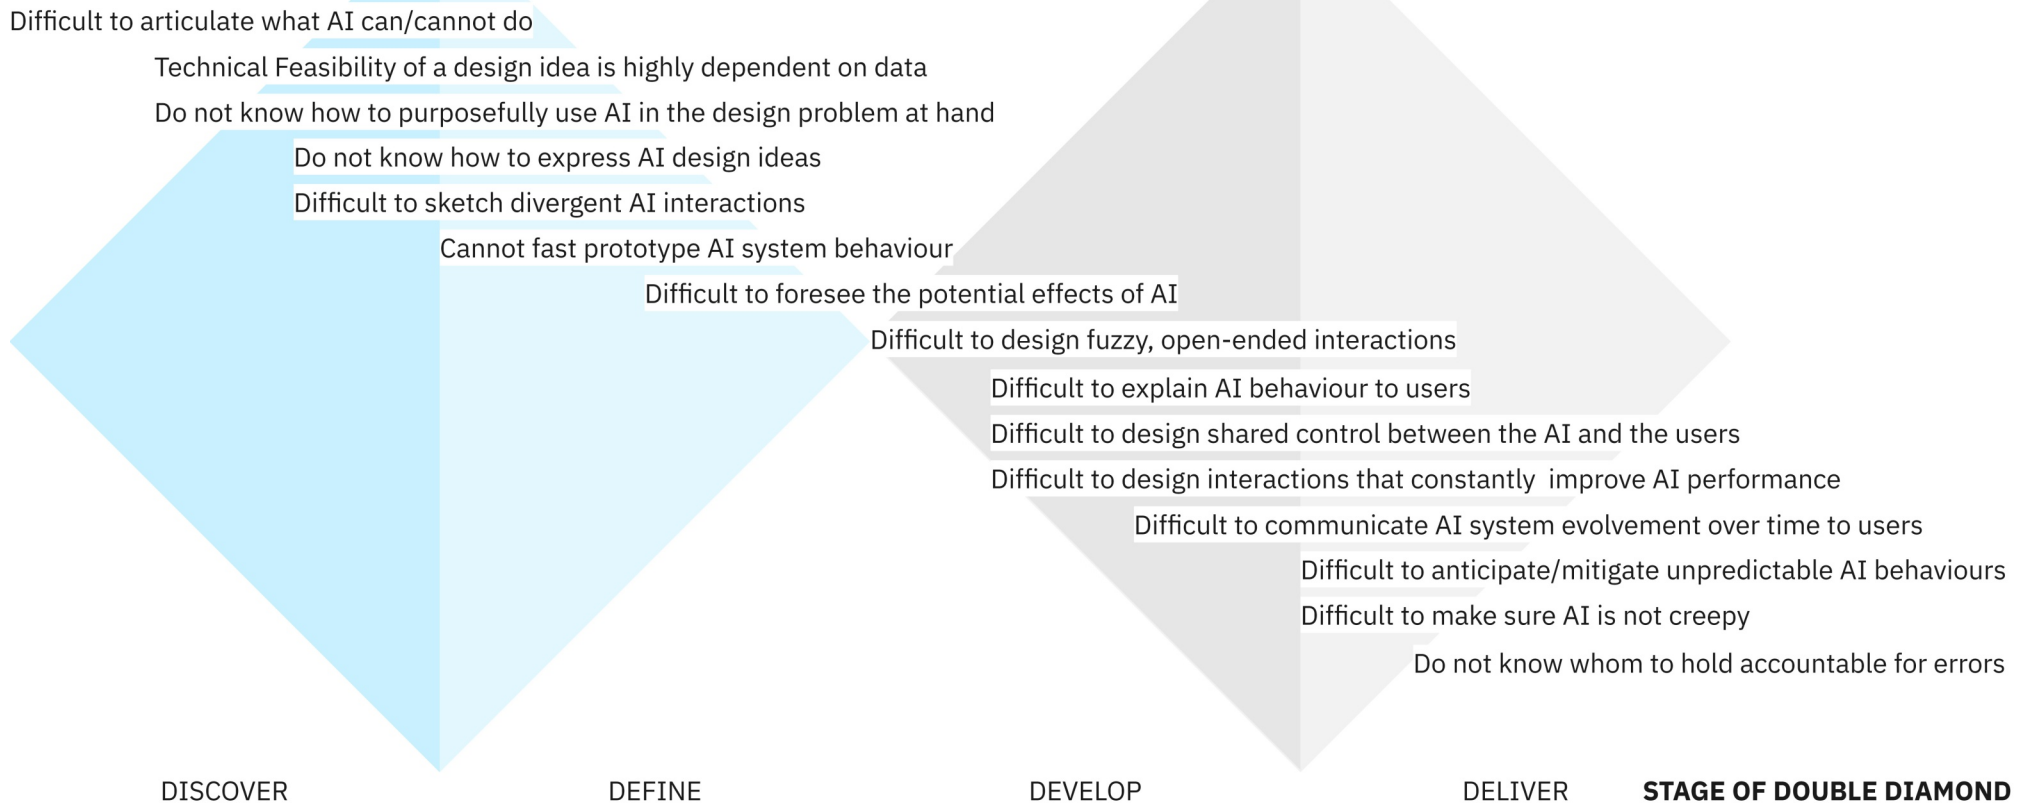 Difficult to articulate what AI can/cannot do
Technical Feasibility of a design idea is highly dependent on data
Do not know how to purposefully use AI in the design problem at hand
Do not know how to express AI design ideas
Difficult to sketch divergent AI interactions
Cannot fast prototype AI system behaviour
Difficult to foresee the potential effects of AI
Difficult to design fuzzy, open-ended interactions
Difficult to explain AI behaviour to users
Difficult to design shared control between the AI and the users
Difficult to design interactions that constantly  improve AI performance
Difficult to communicate AI system evolvement over time to users
Difficult to anticipate/mitigate unpredictable AI behaviours
Difficult to make sure AI is not creepy
Do not know whom to hold accountable for errors
DISCOVER DEFINE DEVELOP DELIVER STAGE OF DOUBLE DIAMOND